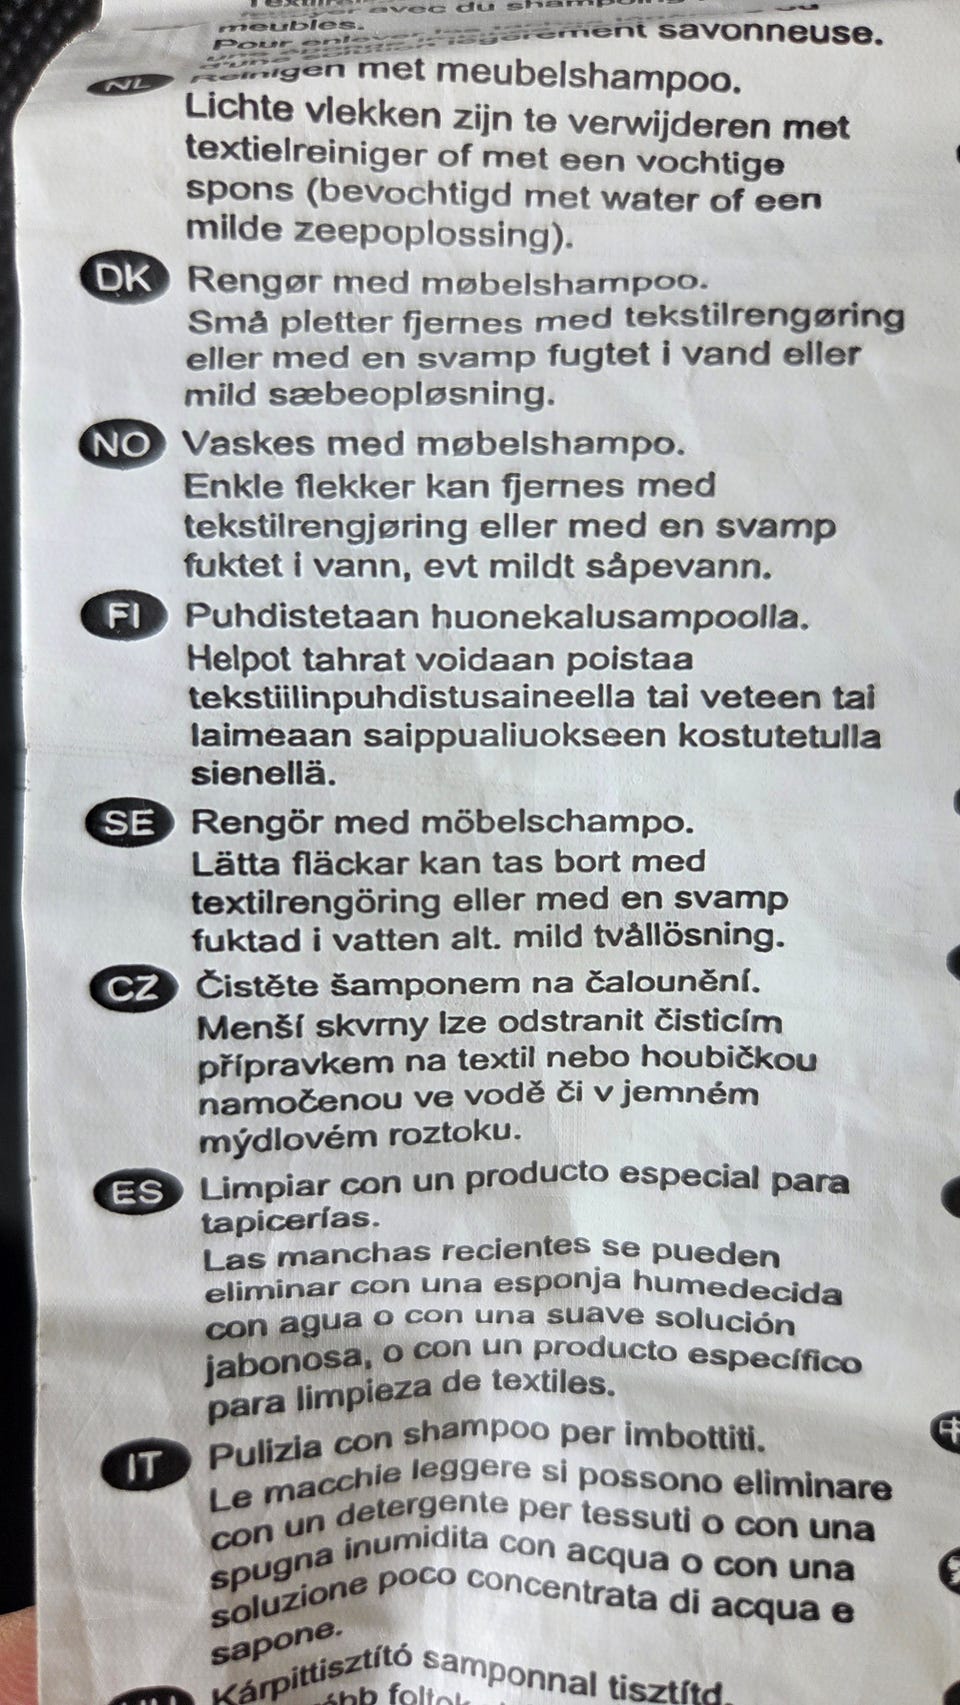 avec du
meubles.
Pour enlever les
légèrement savonneuse.
NL Reinigen met meubelshampoo.
Lichte vlekken zijn te verwijderen met
textielreiniger of met een vochtige
spons (bevochtigd met water of een
milde zeepoplossing).
DK Rengør med møbelshampoo.
Små pletter fjernes med tekstilrengøring
eller med en svamp fugtet i vand eller
mild sæbeopløsning.
NO Vaskes med møbelshampo.
Enkle flekker kan fjernes med
tekstilrengjøring eller med en svamp
fuktet i vann, evt mildt såpevann.
FI Puhdistetaan huonekalusampoolla.
Helpot tahrat voidaan poistaa
tekstiilinpuhdistusaineella tai veteen tai
laimeaan saippualiuokseen kostutetulla
sienellä.
SE Rengör med möbelschampo.
Lätta fläckar kan tas bort med
textilrengöring eller med en svamp
fuktad i vatten alt. mild tvållösning.
CZ Čistěte šamponem na čalounění.
Menší skvrny lze odstranit čisticím
přípravkem na textil nebo houbičkou
namočenou ve vodě či v jemném
mýdlovém roztoku.
ES Limpiar con un producto especial para
tapicerías.
Las manchas recientes se pueden
eliminar con una esponja humedecida
con agua o con una suave solución
jabonosa, o con un producto específico
para limpieza de textiles.
IT Pulizia con shampoo per imbottiti.
Le macchie leggere si possono eliminare
con un detergente per tessuti o con una
spugna inumidita con acqua o con una
soluzione poco concentrata di acqua e
sapone.
Kárpittisztító samponnal tisztítd.